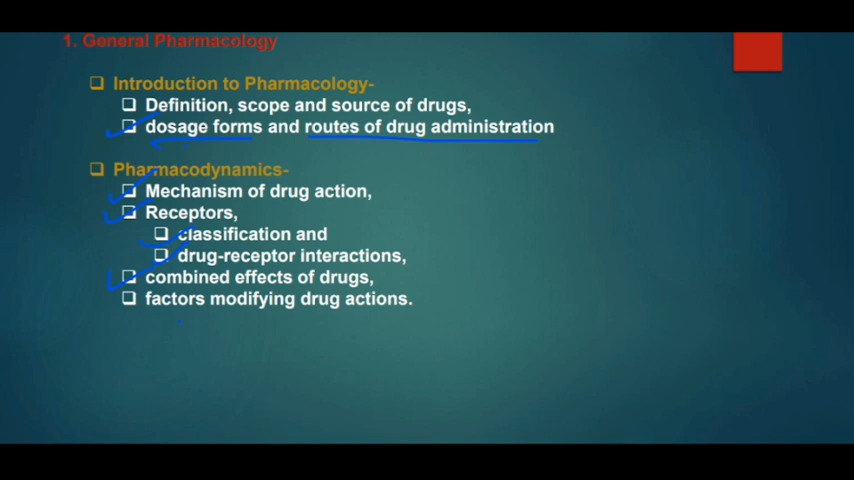 1. General Pharmacology
Introduction to Pharmacology-
Definition, scope and source of drugs,
dosage forms and routes of drug administration
Pharmacodynamics-
Mechanism of drug action,
Receptors,
classification and
drug-receptor interactions,
combined effects of drugs,
factors modifying drug actions.